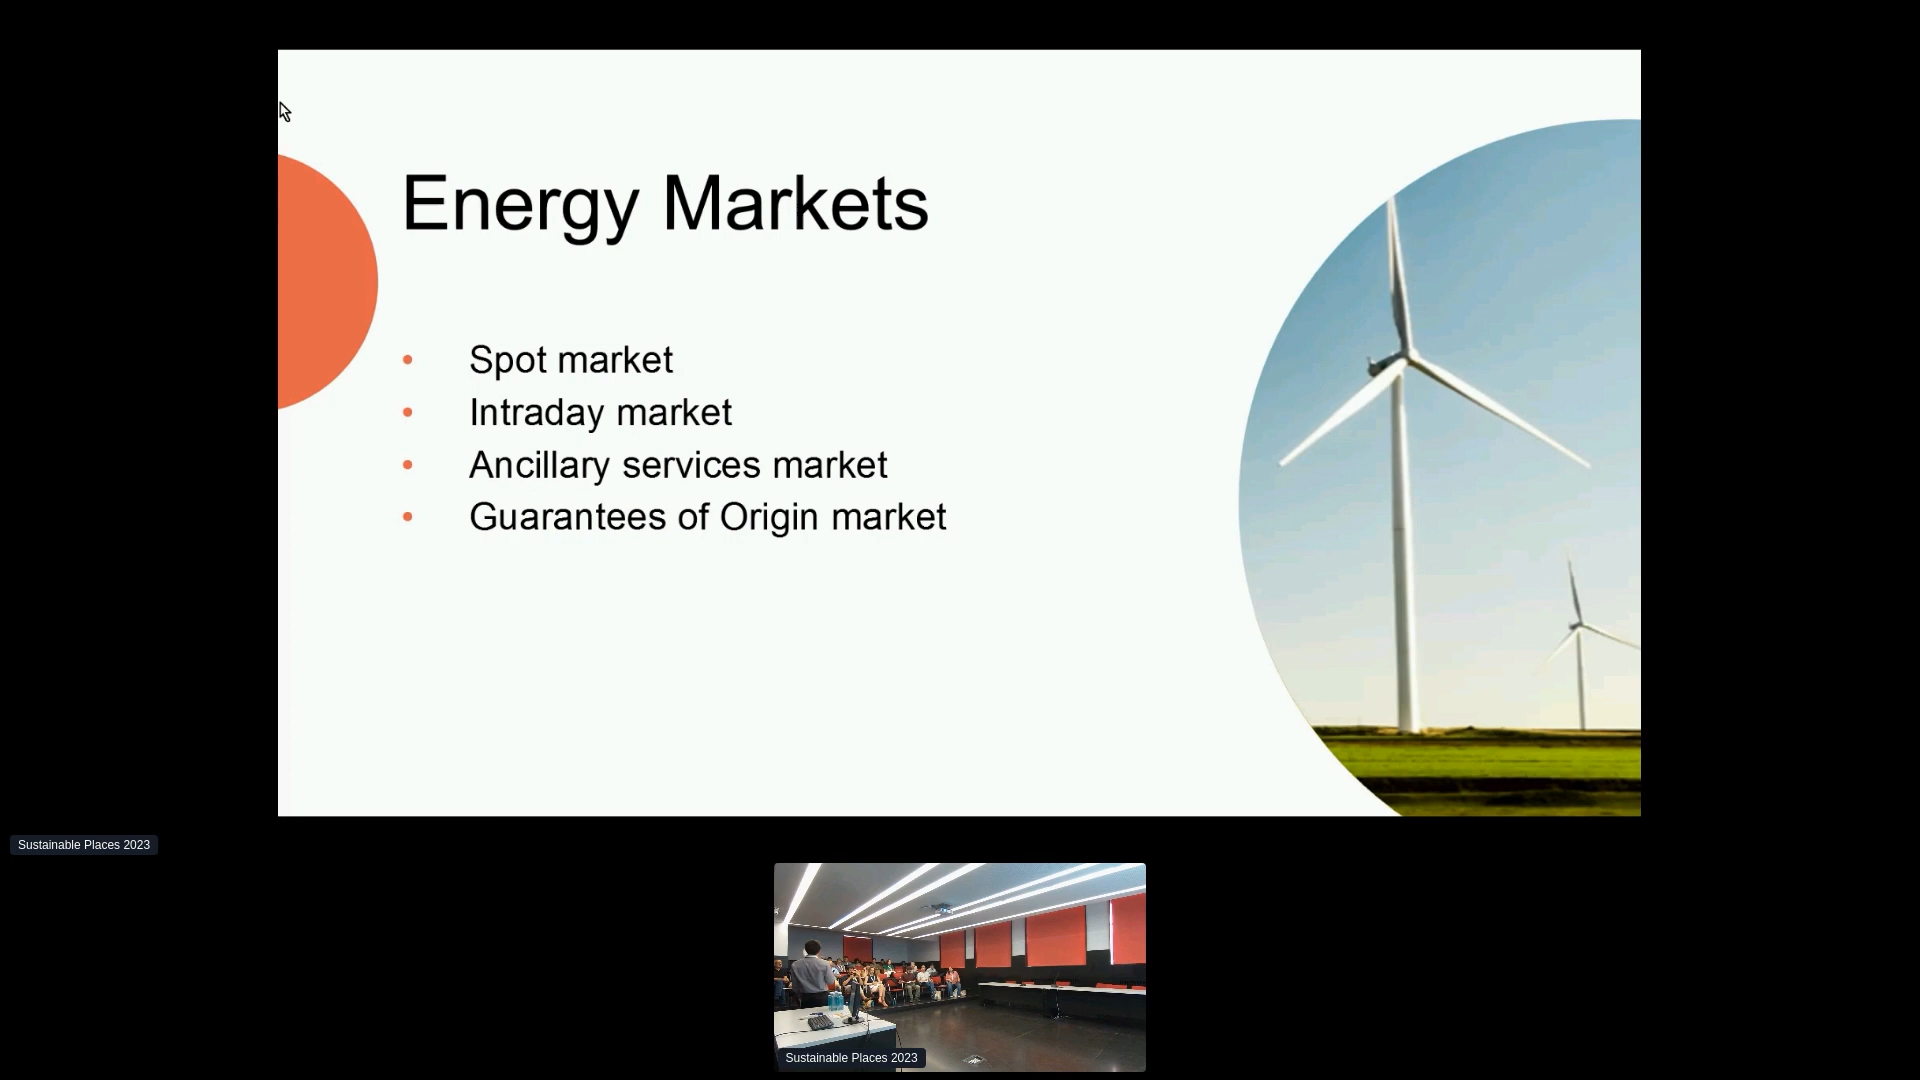 Energy Markets
• Spot market
• Intraday market
• Ancillary services market
• Guarantees of Origin market
Sustainable Places 2023
Sustainable Places 2023